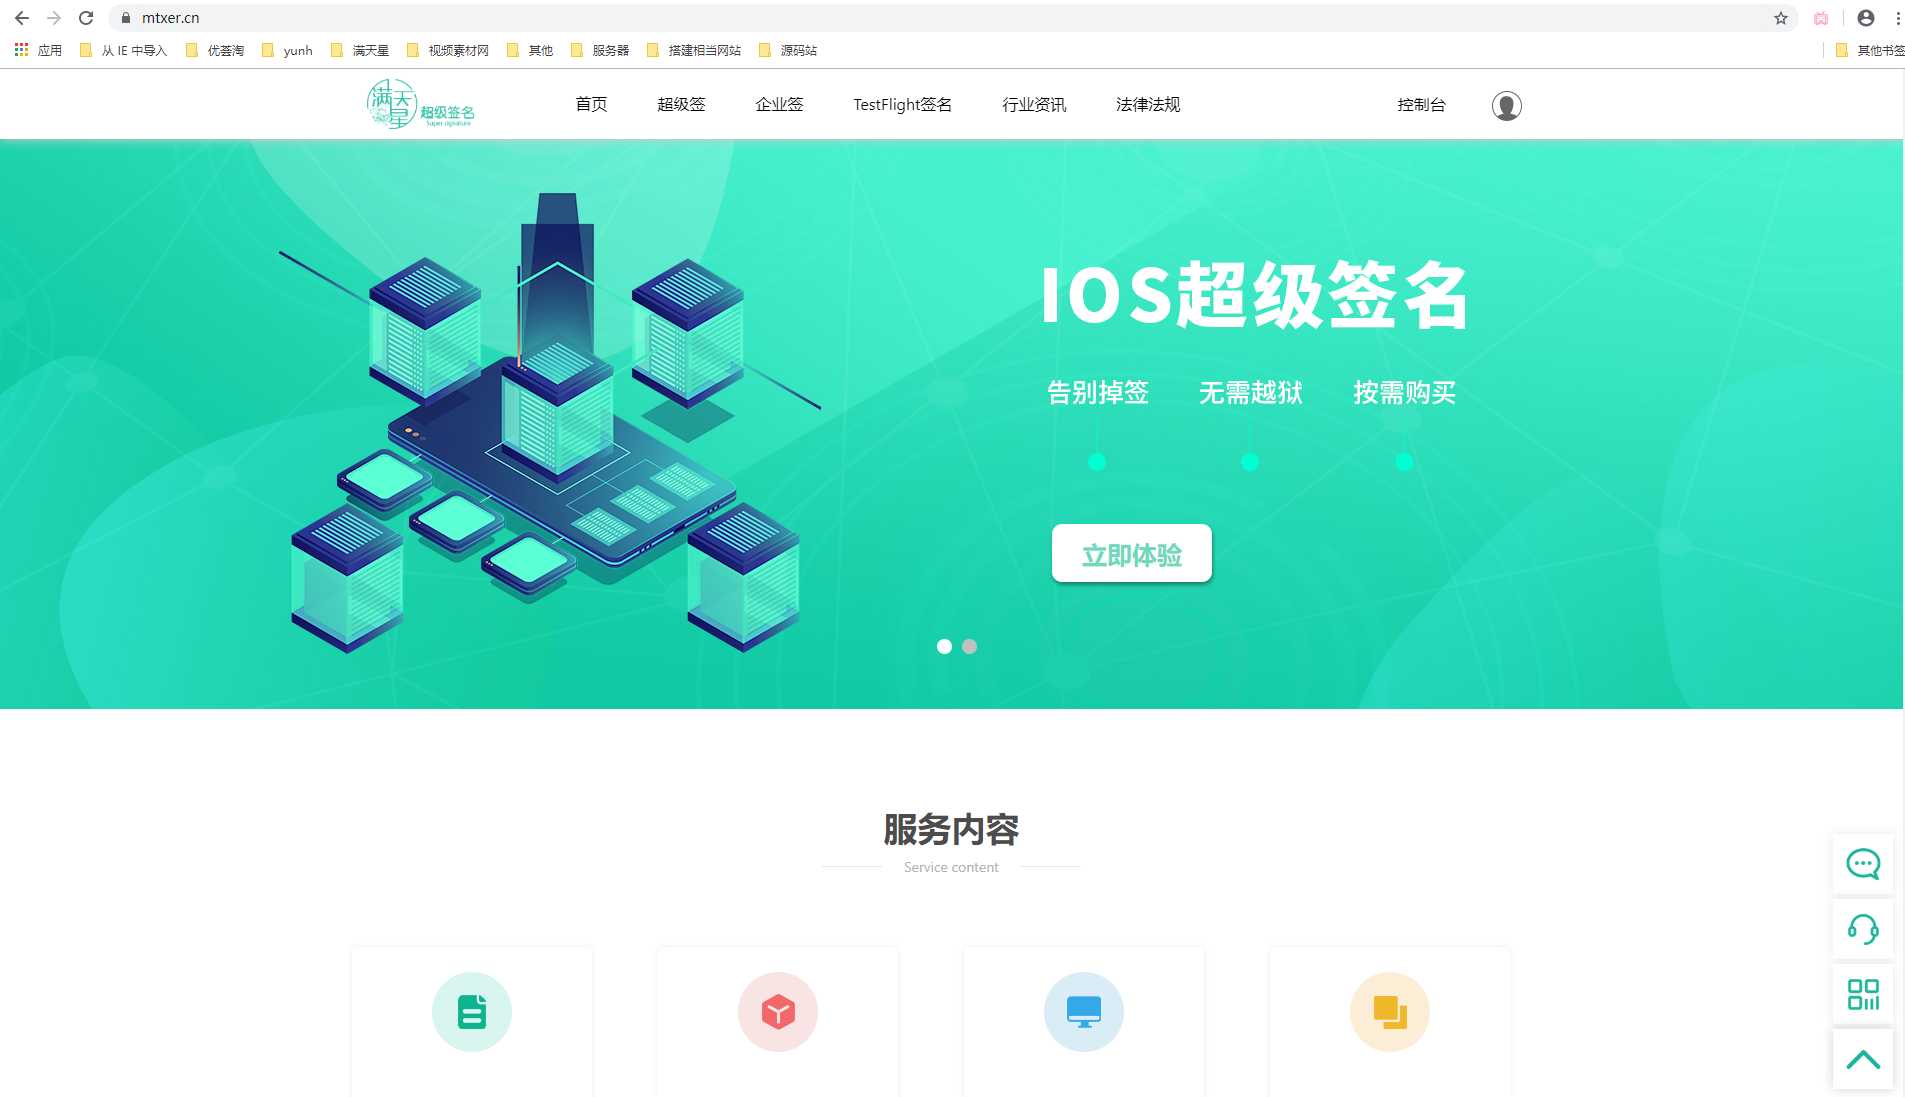 mtxer.cn
应用 从 IE 中导入 优荟淘 yunh 满天星 视频素材网 其他 服务器 搭建相当网站 源码站 其他书签
满天星 超级签名
Super signature
首页 超级签 企业签 TestFlight签名 行业资讯 法律法规 控制台
IOS超级签名
告别掉签 无需越狱 按需购买
立即体验
服务内容
Service content